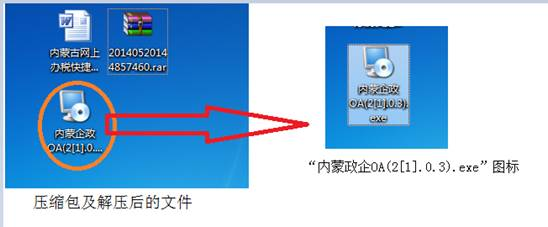 内蒙古网上
办税快捷...
2014052014
4857460.rar
内蒙企政
OA(2[1].0....
内蒙企政
OA(2[1].0.3).
exe
“内蒙政企OA(2[1].0.3).exe”图标
压缩包及解压后的文件